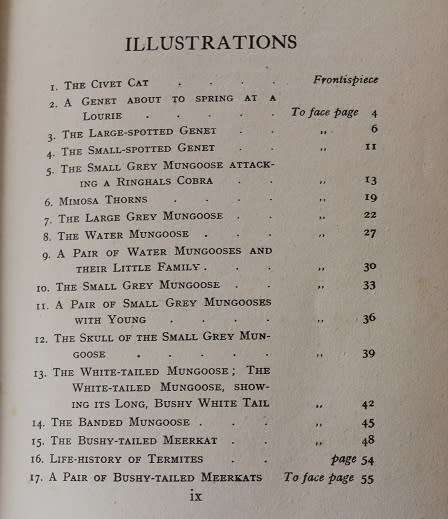 ILLUSTRATIONS
1. The Civet Cat . . . . Frontispiece
2. A Genet about to spring at a
Lourie . . . . . To face page 4
3. The Large-spotted Genet . . ,, 6
4. The Small-spotted Genet . . ,, 11
5. The Small Grey Mungoose attack-
ing a Ringhals Cobra . . ,, 13
6. Mimosa Thorns . . . . ,, 19
7. The Large Grey Mungoose . . ,, 22
8. The Water Mungoose . . . ,, 27
9. A Pair of Water Mungooses and
their Little Family . . . ,, 30
10. The Small Grey Mungoose . . ,, 33
11. A Pair of Small Grey Mungooses
with Young . . . . ,, 36
12. The Skull of the Small Grey Mun-
goose . . . . . ,, 39
13. The White-tailed Mungoose; The
White-tailed Mungoose, show-
ing its Long, Bushy White Tail ,, 42
14. The Banded Mungoose . . . ,, 45
15. The Bushy-tailed Meerkat . . ,, 48
16. Life-history of Termites . . page 54
17. A Pair of Bushy-tailed Meerkats To face page 55
ix